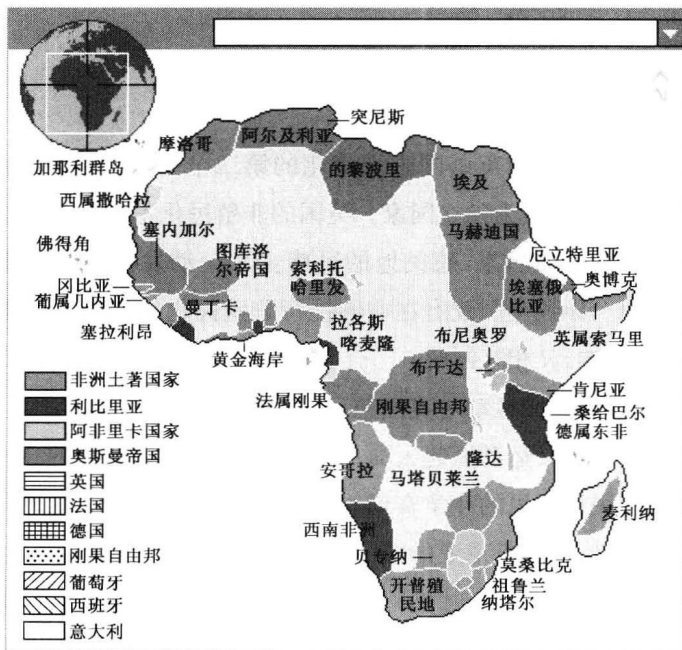 突尼斯
阿尔及利亚
摩洛哥
的黎波里
埃及
加那利群岛
西属撒哈拉
塞内加尔
马赫迪国
佛得角
图库洛
尔帝国
索科托
哈里发
厄立特里亚
奥博克
埃塞俄
比亚
冈比亚
葡属几内亚
曼丁卡
塞拉利昂
拉各斯
喀麦隆
英属索马里
黄金海岸
布尼奥罗
布干达
肯尼亚
法属刚果
刚果自由邦
桑给巴尔
德属东非
安哥拉
马塔贝莱兰
隆达
麦利纳
西南非洲
贝专纳
莫桑比克
祖鲁兰
纳塔尔
开普殖
民地
非洲土著国家
利比里亚
阿非里卡国家
奥斯曼帝国
英国
法国
德国
刚果自由邦
葡萄牙
西班牙
意大利